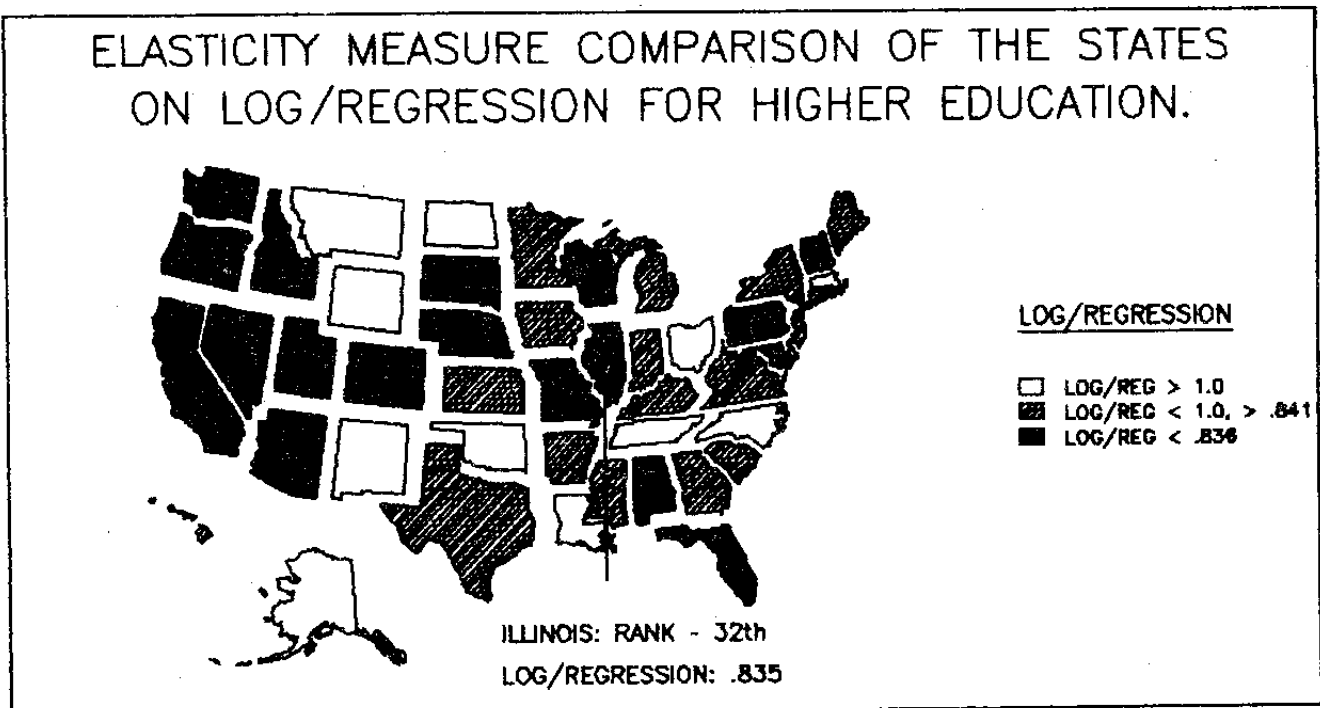 ELASTICITY MEASURE COMPARISON OF THE STATES
ON LOG/REGRESSION FOR HIGHER EDUCATION.
LOG/REGRESSION
LOG/REG > 1.0
LOG/REG < 1.0, > .841
LOG/REG < .836
ILLINOIS: RANK - 32th
LOG/REGRESSION: .835